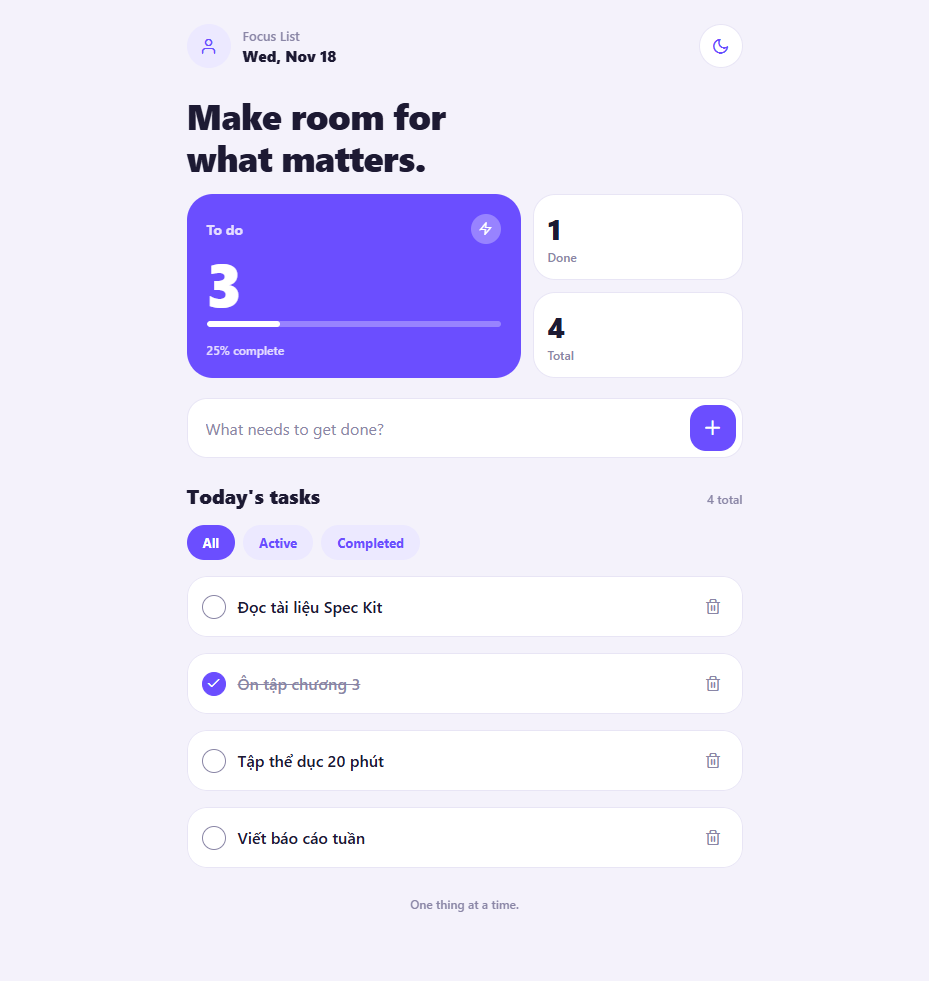 Focus List
Wed, Nov 18
Make room for
what matters.
To do
3
25% complete
1
Done
4
Total
What needs to get done?
Today's tasks
4 total
All
Active
Completed
Đọc tài liệu Spec Kit
Ôn tập chương 3
Tập thể dục 20 phút
Viết báo cáo tuần
One thing at a time.